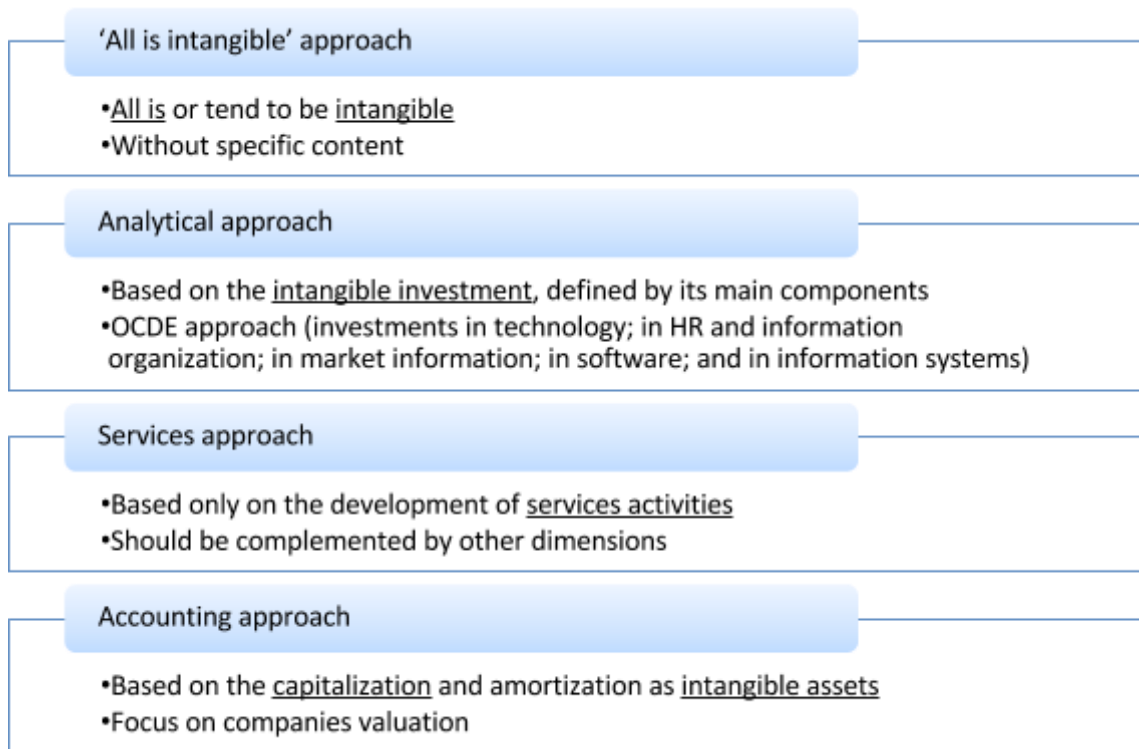 ‘All is intangible’ approach
•All is or tend to be intangible
•Without specific content
Analytical approach
•Based on the intangible investment, defined by its main components
•OCDE approach (investments in technology; in HR and information
organization; in market information; in software; and in information systems)
Services approach
•Based only on the development of services activities
•Should be complemented by other dimensions
Accounting approach
•Based on the capitalization and amortization as intangible assets
•Focus on companies valuation